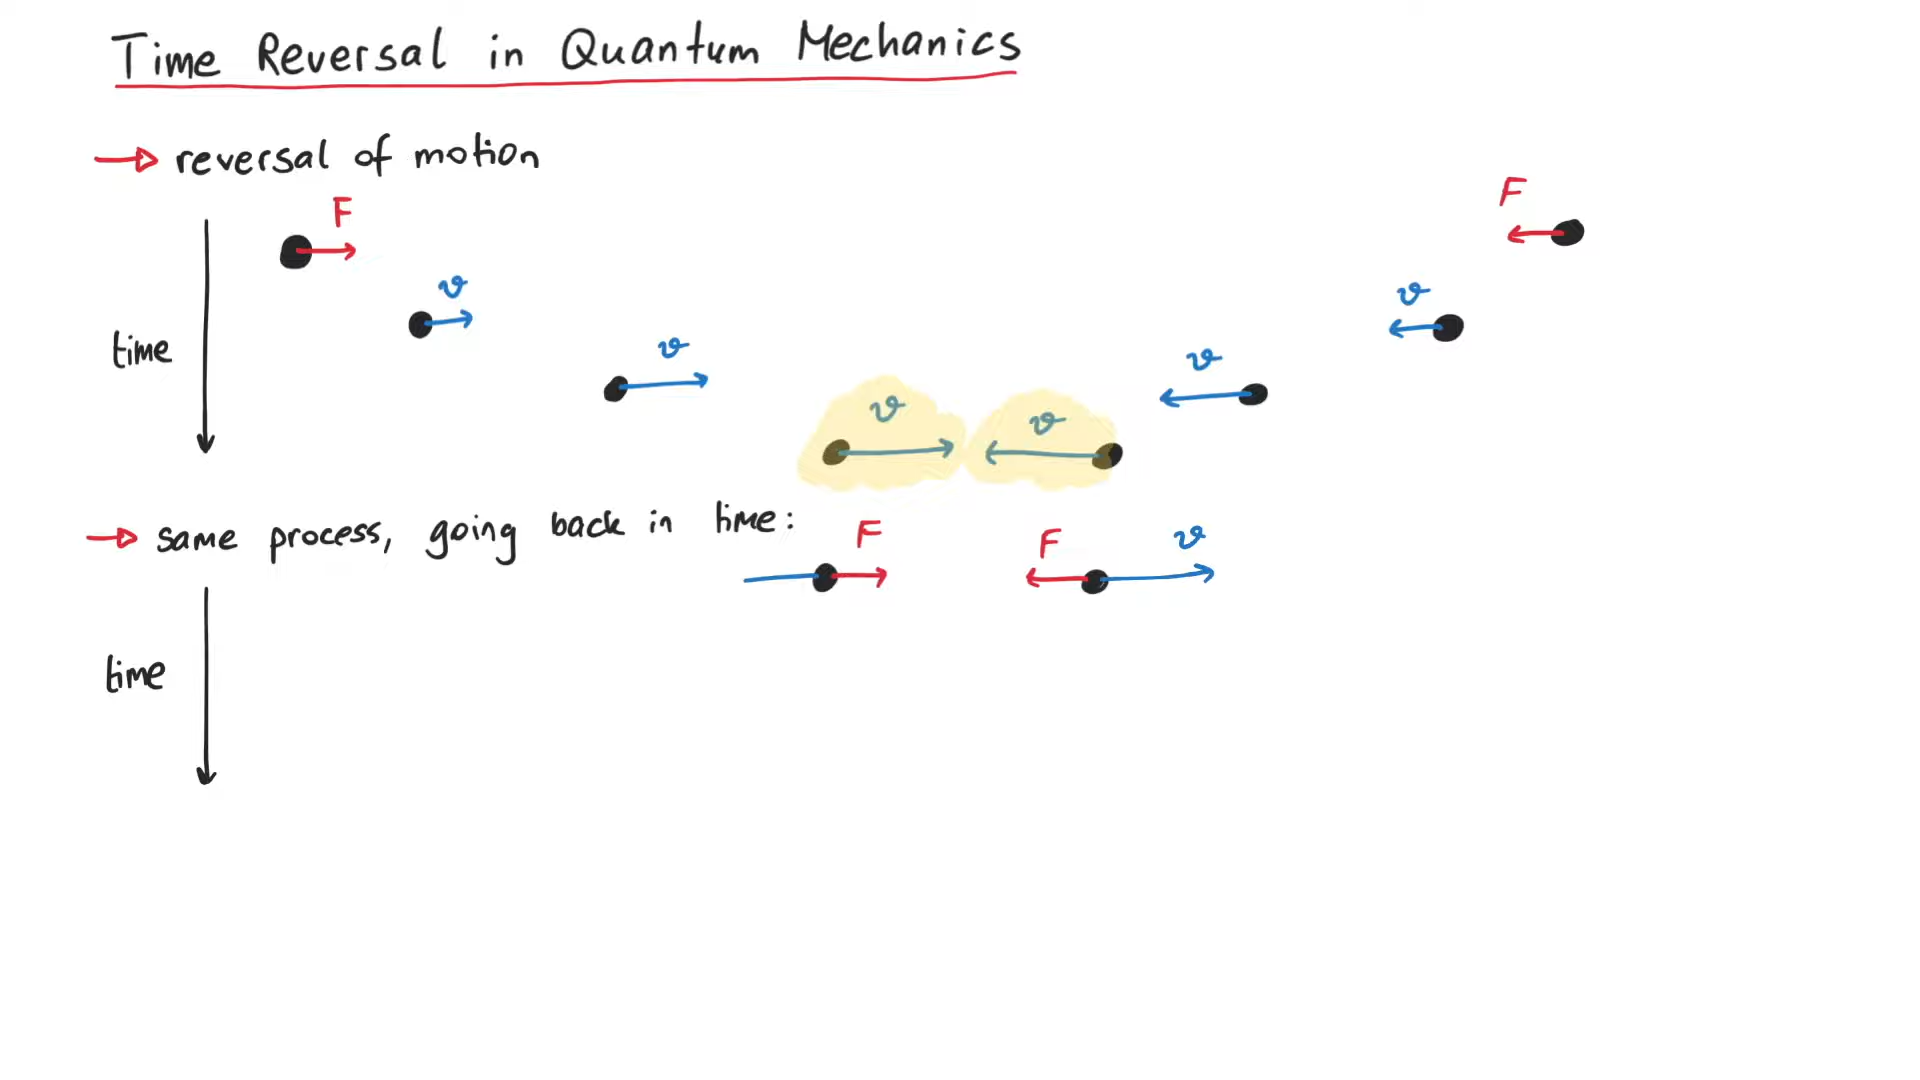 Time Reversal in Quantum Mechanics
reversal of motion
F F
v v
time v v
v v
same process, going back in time:
F F v
time